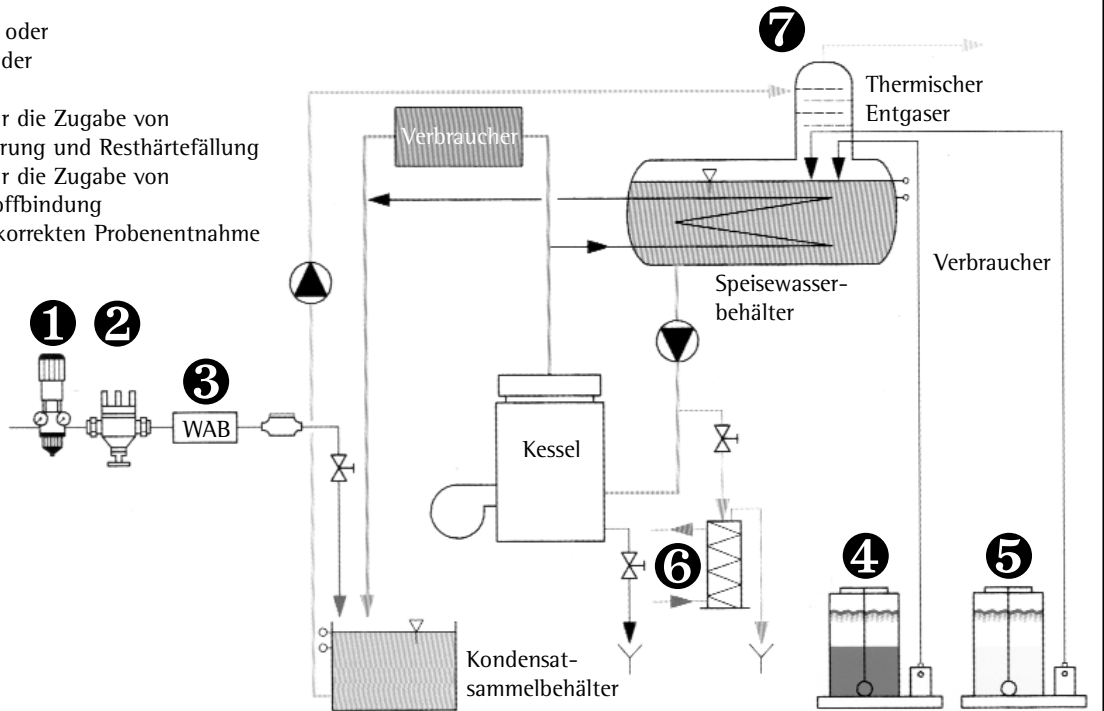 oder
der
r die Zugabe von
rung und Resthärtefällung
r die Zugabe von
offbindung
korrekten Probenentnahme
7
Thermischer
Entgaser
Verbraucher
Speisewasser-
behälter
Verbraucher
1
2
3
WAB
Kessel
4
5
6
Kondensat-
sammelbehälter